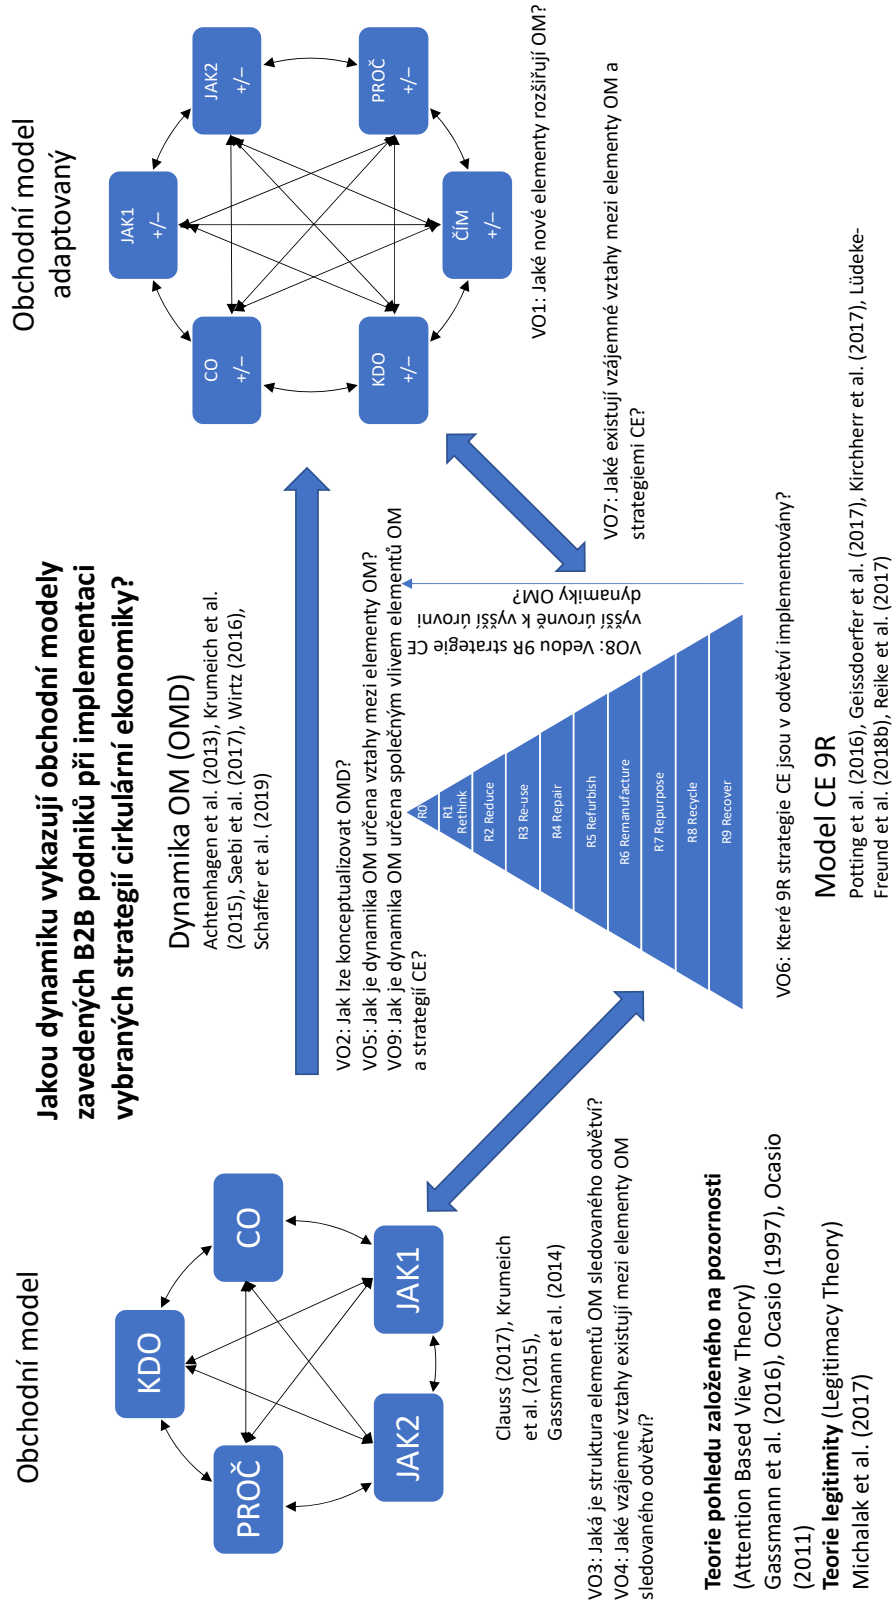 Obchodní model
KDO
PROČ
CO
JAK2
JAK1
Clauss (2017), Krumeich
et al. (2015),
Gassmann et al. (2014)
VO3: Jaká je struktura elementů OM sledovaného odvětví?
VO4: Jaké vzájemné vztahy existují mezi elementy OM
sledovaného odvětví?
Teorie pohledu založeného na pozornosti
(Attention Based View Theory)
Gassmann et al. (2016), Ocasio (1997), Ocasio
(2011)
Teorie legitimity (Legitimacy Theory)
Michalak et al. (2017)
Jakou dynamiku vykazují obchodní modely
zavedených B2B podniků při implementaci
vybraných strategií cirkulární ekonomiky?
Dynamika OM (OMD)
Achtenhagen et al. (2013), Krumeich et al.
(2015), Saebi et al. (2017), Wirtz (2016),
Schaffer et al. (2019)
VO2: Jak lze konceptualizovat OMD?
VO5: Jak je dynamika OM určena vztahy mezi elementy OM?
VO9: Jak je dynamika OM určena společným vlivem elementů OM
a strategií CE?
R0
R1
Rethink
R2 Reduce
R3 Re-use
R4 Repair
R5 Refurbish
R6 Remanufacture
R7 Repurpose
R8 Recycle
R9 Recover
VO8: Vedou 9R strategie CE
vyšší úrovně k vyšší úrovni
dynamiky OM?
VO6: Které 9R strategie CE jsou v odvětví implementovány?
Model CE 9R
Potting et al. (2016), Geissdoerfer et al. (2017), Kirchherr et al. (2017), Lüdeke-
Freund et al. (2018b), Reike et al. (2017)
Obchodní model
adaptovaný
JAK1
+/−
CO
+/−
JAK2
+/−
KDO
+/−
PROČ
+/−
ČÍM
+/−
VO1: Jaké nové elementy rozšiřují OM?
VO7: Jaké existují vzájemné vztahy mezi elementy OM a
strategiemi CE?